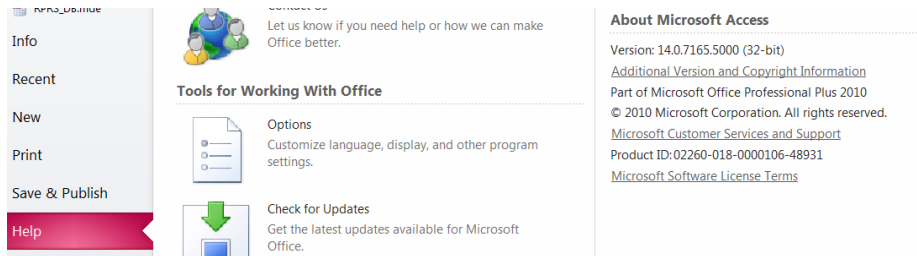 RPRS_DB.mde
Info
Recent
New
Print
Save & Publish
Help
Contact Us
Let us know if you need help or how we can make
Office better.
Tools for Working With Office
Options
Customize language, display, and other program
settings.
Check for Updates
Get the latest updates available for Microsoft
Office.
About Microsoft Access
Version: 14.0.7165.5000 (32-bit)
Additional Version and Copyright Information
Part of Microsoft Office Professional Plus 2010
© 2010 Microsoft Corporation. All rights reserved.
Microsoft Customer Services and Support
Product ID: 02260-018-0000106-48931
Microsoft Software License Terms